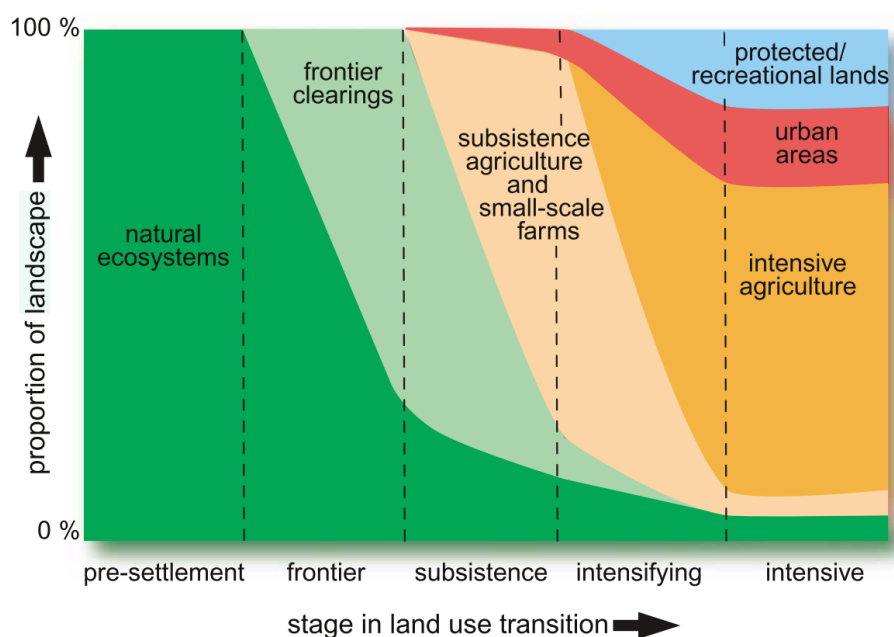 100 %
frontier
clearings
protected/
recreational lands
urban
areas
subsistence
agriculture
and
small-scale
farms
natural
ecosystems
intensive
agriculture
proportion of landscape
0 %
pre-settlement
frontier
subsistence
intensifying
intensive
stage in land use transition